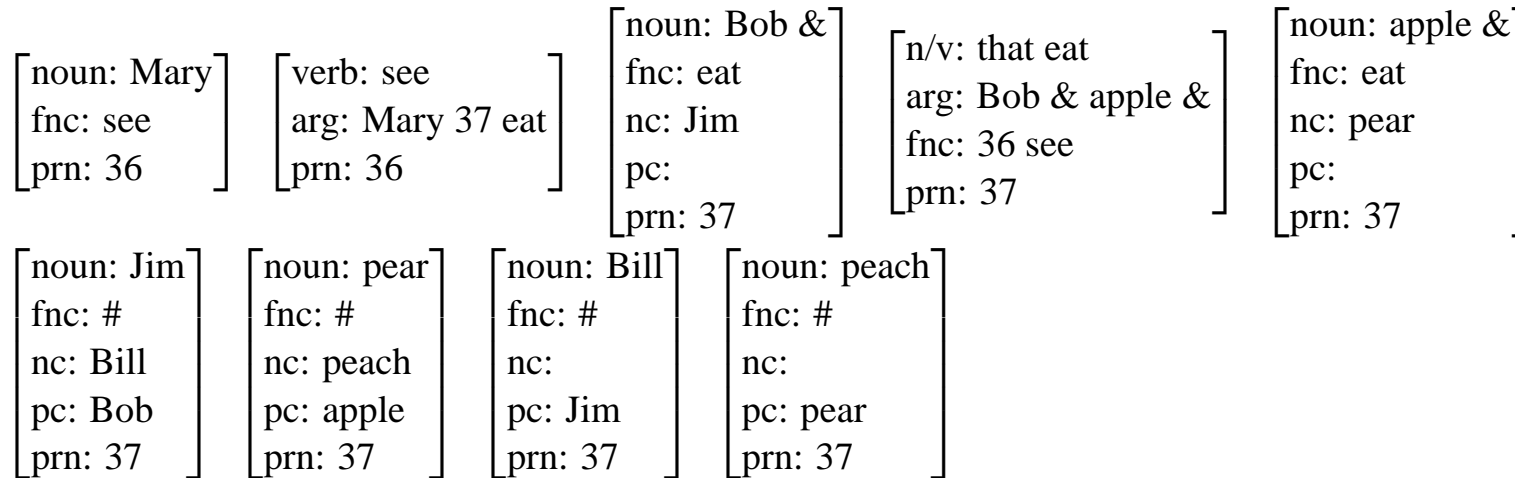 noun: Mary
fnc: see
prn: 36
verb: see
arg: Mary 37 eat
prn: 36
noun: Bob &
fnc: eat
nc: Jim
pc:
prn: 37
n/v: that eat
arg: Bob & apple &
fnc: 36 see
prn: 37
noun: apple &
fnc: eat
nc: pear
pc:
prn: 37
noun: Jim
fnc: #
nc: Bill
pc: Bob
prn: 37
noun: pear
fnc: #
nc: peach
pc: apple
prn: 37
noun: Bill
fnc: #
nc:
pc: Jim
prn: 37
noun: peach
fnc: #
nc:
pc: pear
prn: 37